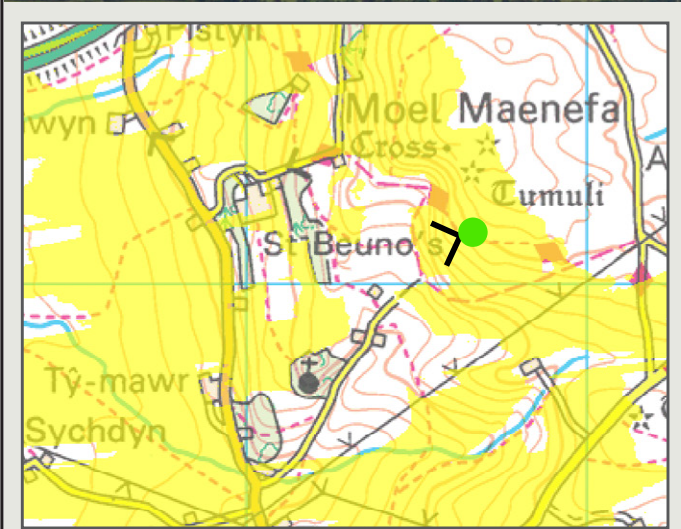 Pistyll
Moel Maenefa
wyn
Cross
A
Tumuli
St Beuno's
Tŷ-mawr
Sychdyn